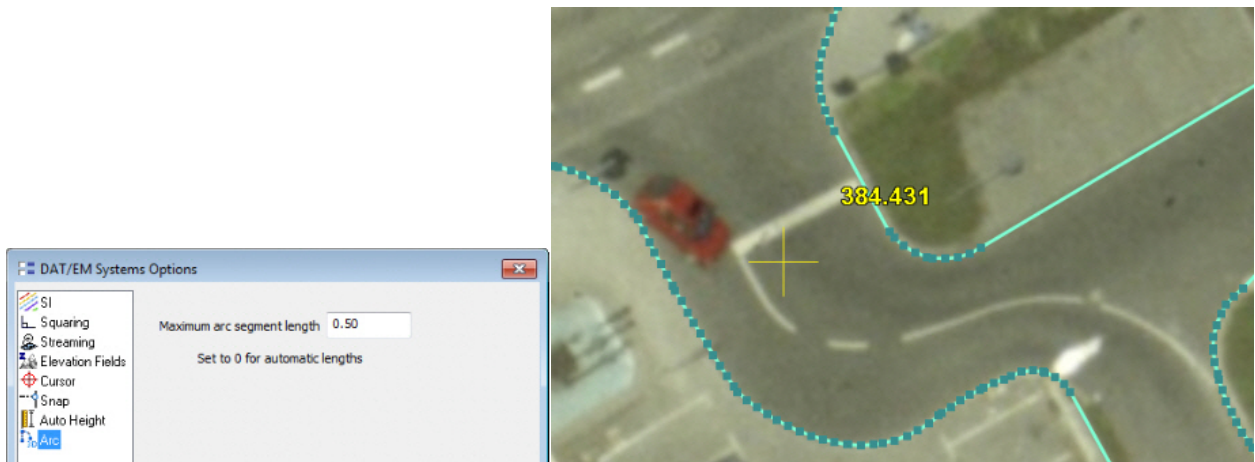 DAT/EM Systems Options
SI
Squaring
Streaming
Elevation Fields
Cursor
Snap
Auto Height
Arc
Maximum arc segment length 0.50
Set to 0 for automatic lengths
384.431